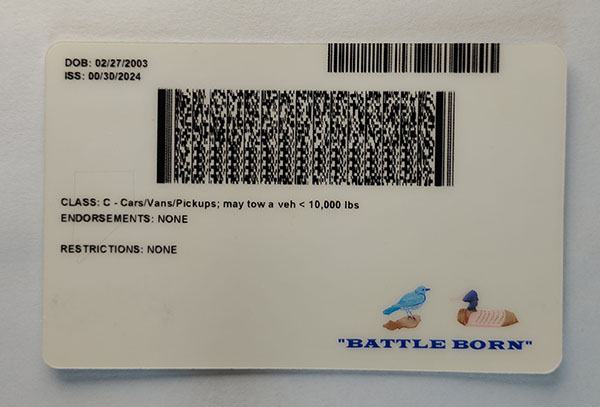 DOB: 02/27/2003
ISS: 00/30/2024
CLASS: C - Cars/Vans/Pickups; may tow a veh < 10,000 lbs
ENDORSEMENTS: NONE
RESTRICTIONS: NONE
"BATTLE BORN"